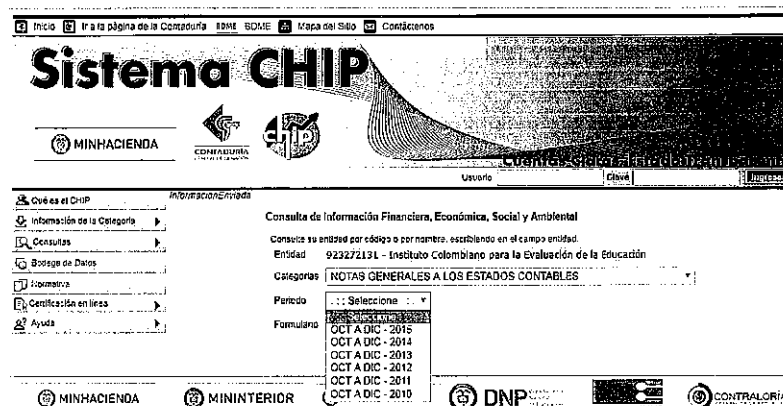 Inicio Ir a la página de la Contaduría BDME BDME Mapa del Sitio Contáctenos
Sistema CHIP
MINHACIENDA
CONTADURÍA
chip
Usuario Clave
InformacionEnviada
Qué es el CHIP
Información de la Categoría
Consultas
Bodega de Datos
Normativa
Certificación en línea
Ayuda
Consulta de Información Financiera, Económica, Social y Ambiental
Consulte su entidad por código o por nombre, escribiendo en el campo entidad.
Entidad 923272131 - Instituto Colombiano para la Evaluación de la Educación
Categorías NOTAS GENERALES A LOS ESTADOS CONTABLES
Periodo .:: Seleccione ::.
Formulario
OCT A DIC - 2015
OCT A DIC - 2014
OCT A DIC - 2013
OCT A DIC - 2012
OCT A DIC - 2011
OCT A DIC - 2010
MINHACIENDA MININTERIOR DNP CONTRALORÍA